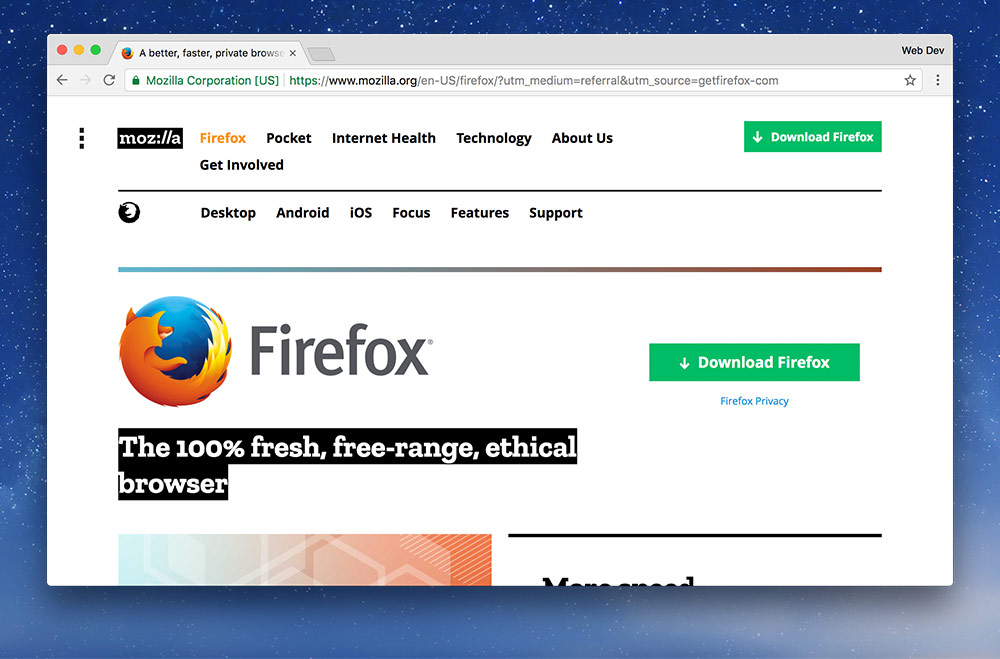 A better, faster, private browse
Web Dev
Mozilla Corporation [US] https://www.mozilla.org/en-US/firefox/?utm_medium=referral&utm_source=getfirefox-com
moz://a Firefox Pocket Internet Health Technology About Us Download Firefox
Get Involved
Desktop Android iOS Focus Features Support
Firefox®
Download Firefox
Firefox Privacy
The 100% fresh, free-range, ethical
browser
More speed